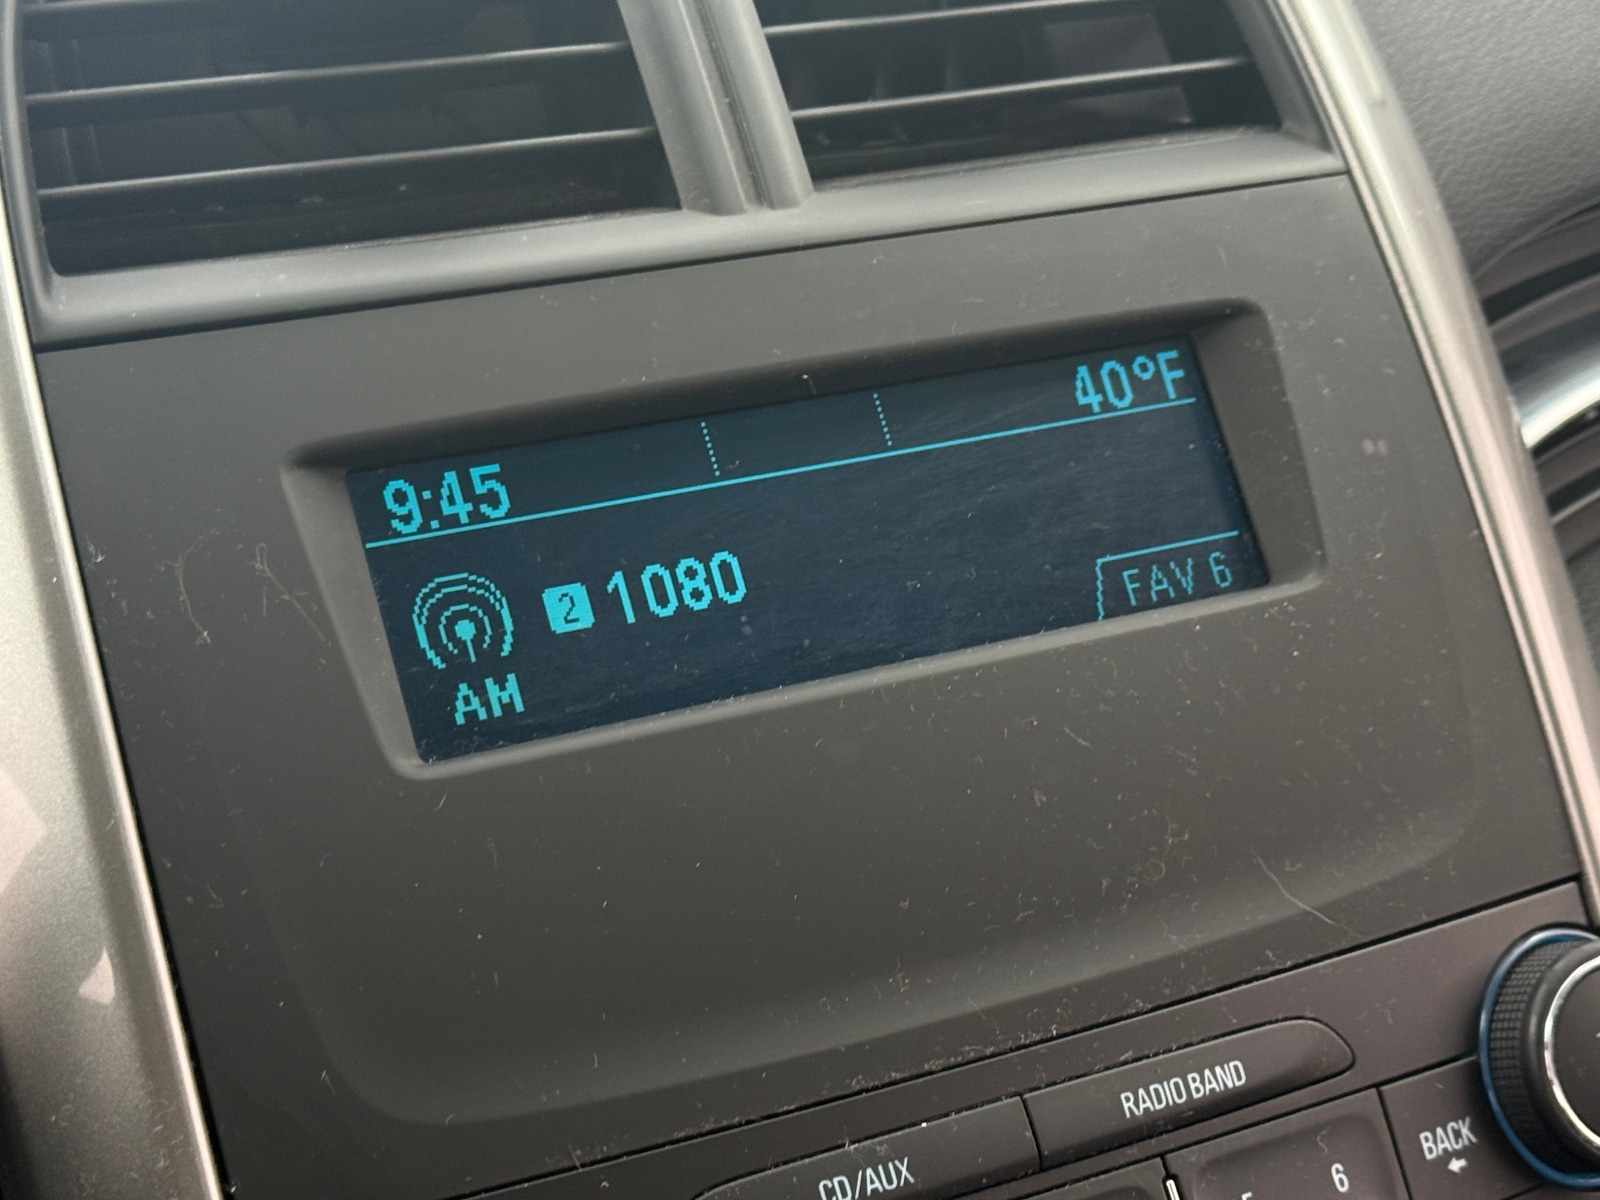 40°F
9:45
2 1080
FAV 6
AM
RADIO BAND
CD/AUX
BACK
6